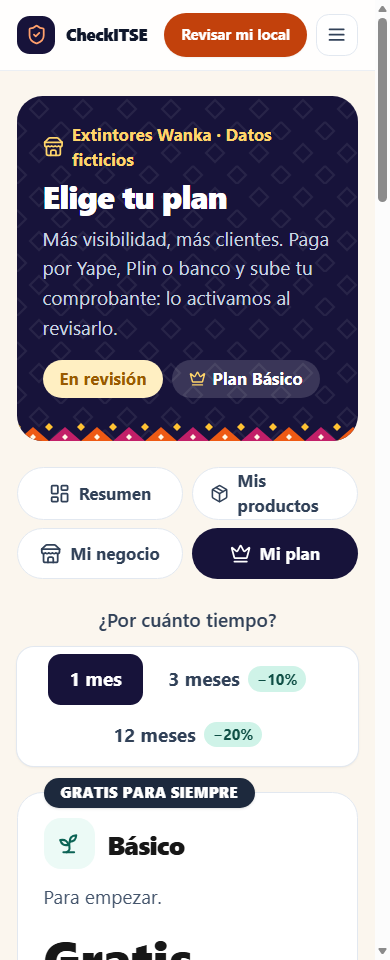 CheckITSE
Revisar mi local
Extintores Wanka · Datos
ficticios
Elige tu plan
Más visibilidad, más clientes. Paga
por Yape, Plin o banco y sube tu
comprobante: lo activamos al
revisarlo.
En revisión
Plan Básico
Resumen
Mis
productos
Mi negocio
Mi plan
¿Por cuánto tiempo?
1 mes
3 meses −10%
12 meses −20%
GRATIS PARA SIEMPRE
Básico
Para empezar.
Gratis